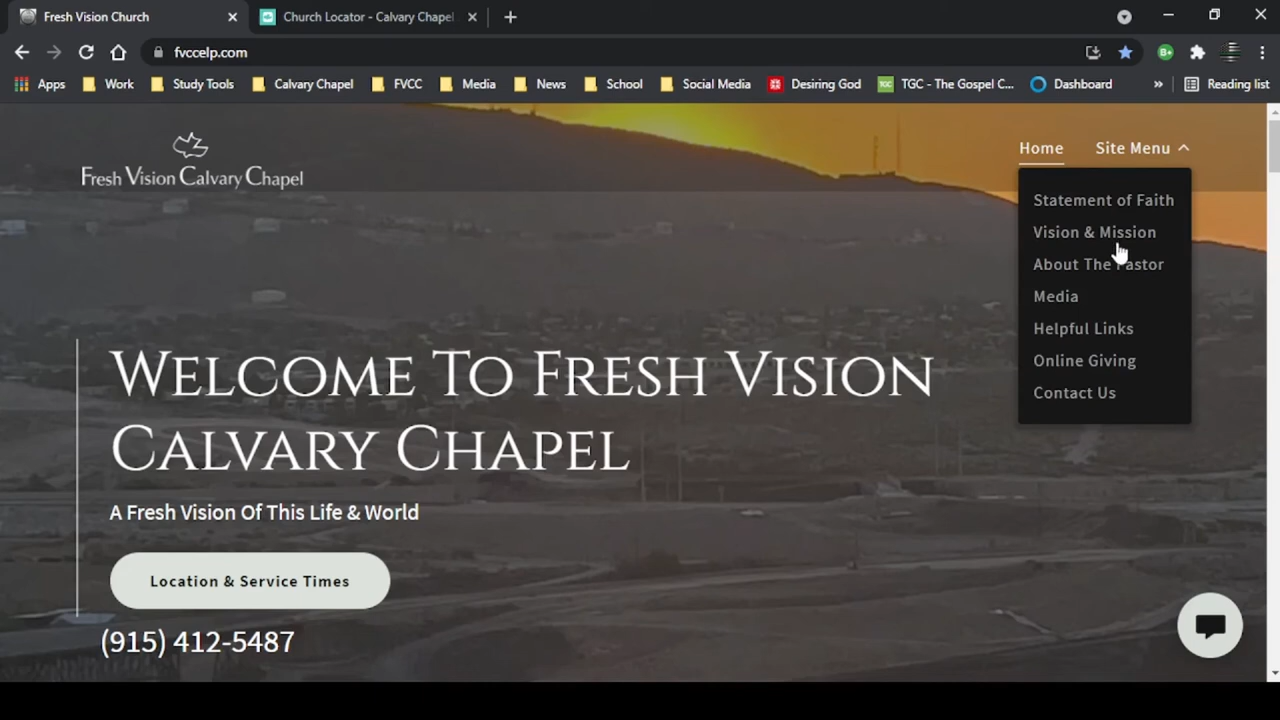 Fresh Vision Church
Church Locator - Calvary Chapel
fvccelp.com
B+
Apps Work Study Tools Calvary Chapel FVCC Media News School Social Media Desiring God TGC TGC - The Gospel C... Dashboard » Reading list
Fresh Vision Calvary Chapel
Home Site Menu
Statement of Faith
Vision & Mission
About The Pastor
Media
Helpful Links
Online Giving
Contact Us
Welcome To Fresh Vision
Calvary Chapel
A Fresh Vision Of This Life & World
Location & Service Times
(915) 412-5487